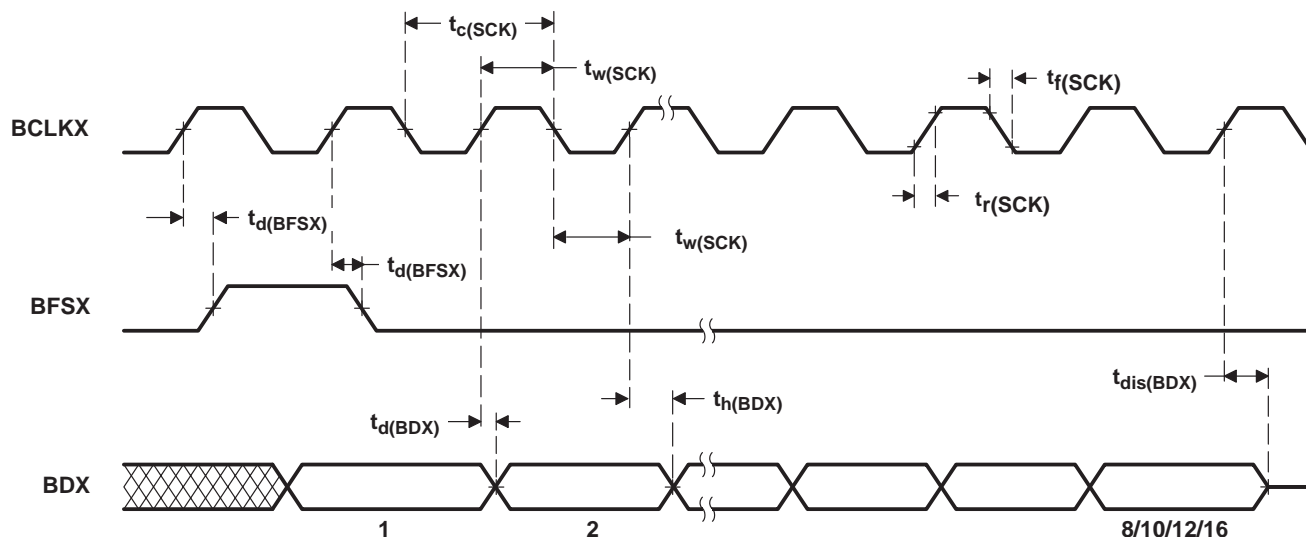 tc(SCK)
tw(SCK)
tf(SCK)
BCLKX
tr(SCK)
td(BFSX)
tw(SCK)
td(BFSX)
BFSX
tdis(BDX)
th(BDX)
td(BDX)
BDX
1 2 8/10/12/16